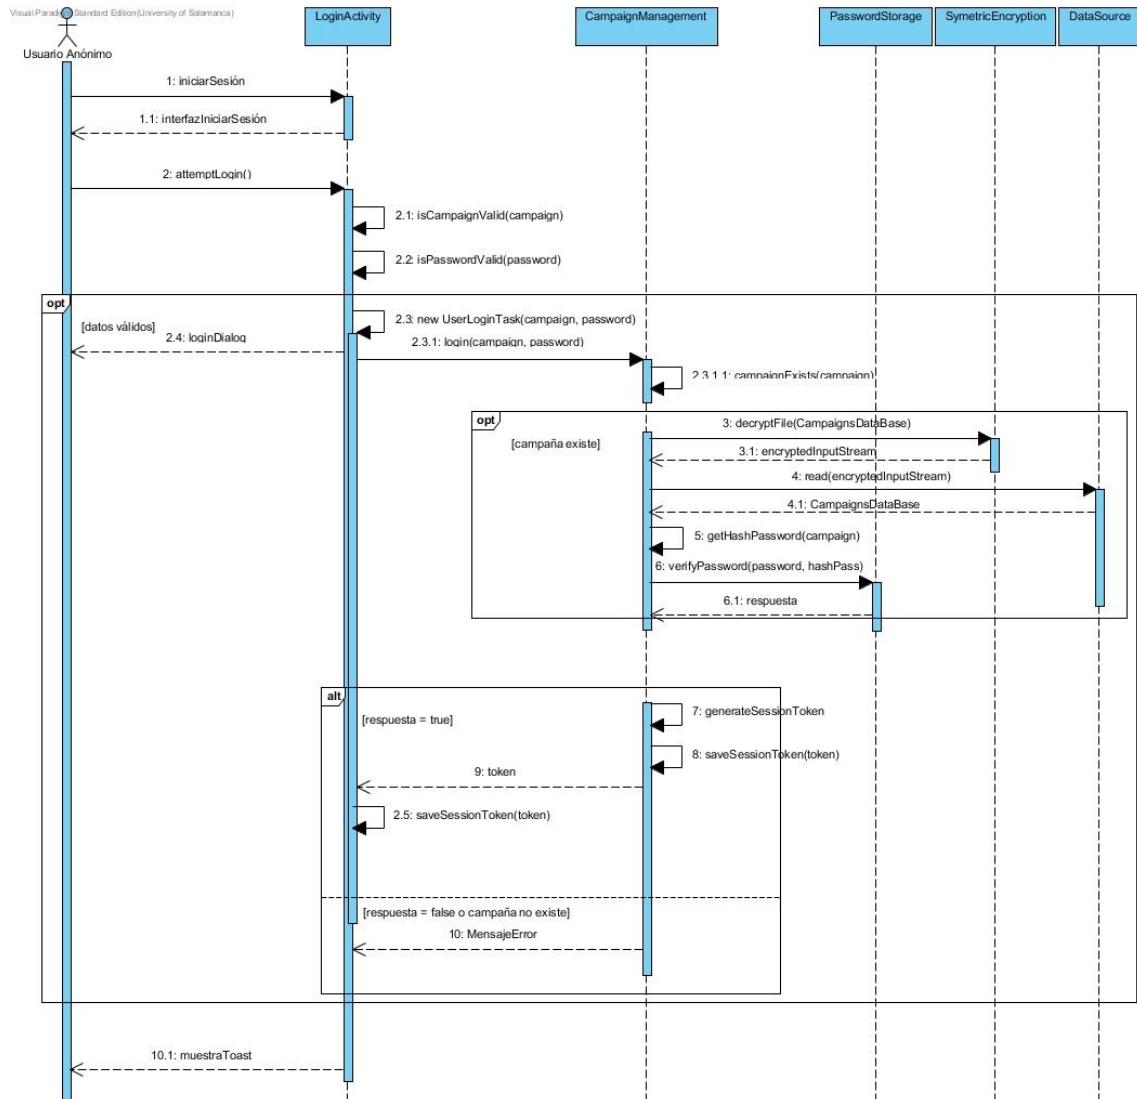 Visual Paradigm Standard Edition(University of Salamanca)
Usuario Anónimo
LoginActivity
CampaignManagement
PasswordStorage
SymetricEncryption
DataSource
1: iniciarSesión
1.1: interfazIniciarSesión
2: attemptLogin()
2.1: isCampaignValid(campaign)
2.2: isPasswordValid(password)
opt
[datos válidos]
2.3: new UserLoginTask(campaign, password)
2.4: loginDialog
2.3.1: login(campaign, password)
2.3.1.1: campaignExists(campaign)
opt
[campaña existe]
3: decryptFile(CampaignsDataBase)
3.1: encryptedInputStream
4: read(encryptedInputStream)
4.1: CampaignsDataBase
5: getHashPassword(campaign)
6: verifyPassword(password, hashPass)
6.1: respuesta
alt
[respuesta = true]
7: generateSessionToken
8: saveSessionToken(token)
9: token
2.5: saveSessionToken(token)
[respuesta = false o campaña no existe]
10: MensajeError
10.1: muestraToast